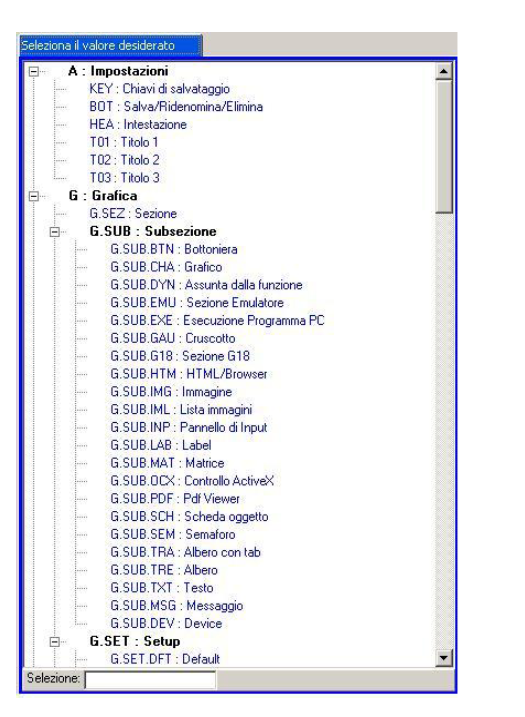 Seleziona il valore desiderato
A : Impostazioni
KEY : Chiavi di salvataggio
BOT : Salva/Ridenomina/Elimina
HEA : Intestazione
T01 : Titolo 1
T02 : Titolo 2
T03 : Titolo 3
G : Grafica
G.SEZ : Sezione
G.SUB : Subsezione
G.SUB.BTN : Bottoniera
G.SUB.CHA : Grafico
G.SUB.DYN : Assunta dalla funzione
G.SUB.EMU : Sezione Emulatore
G.SUB.EXE : Esecuzione Programma PC
G.SUB.GAU : Cruscotto
G.SUB.G18 : Sezione G18
G.SUB.HTM : HTML/Browser
G.SUB.IMG : Immagine
G.SUB.IML : Lista immagini
G.SUB.INP : Pannello di Input
G.SUB.LAB : Label
G.SUB.MAT : Matrice
G.SUB.OCX : Controllo ActiveX
G.SUB.PDF : Pdf Viewer
G.SUB.SCH : Scheda oggetto
G.SUB.SEM : Semaforo
G.SUB.TRA : Albero con tab
G.SUB.TRE : Albero
G.SUB.TXT : Testo
G.SUB.MSG : Messaggio
G.SUB.DEV : Device
G.SET : Setup
G.SET.DFT : Default
Selezione: